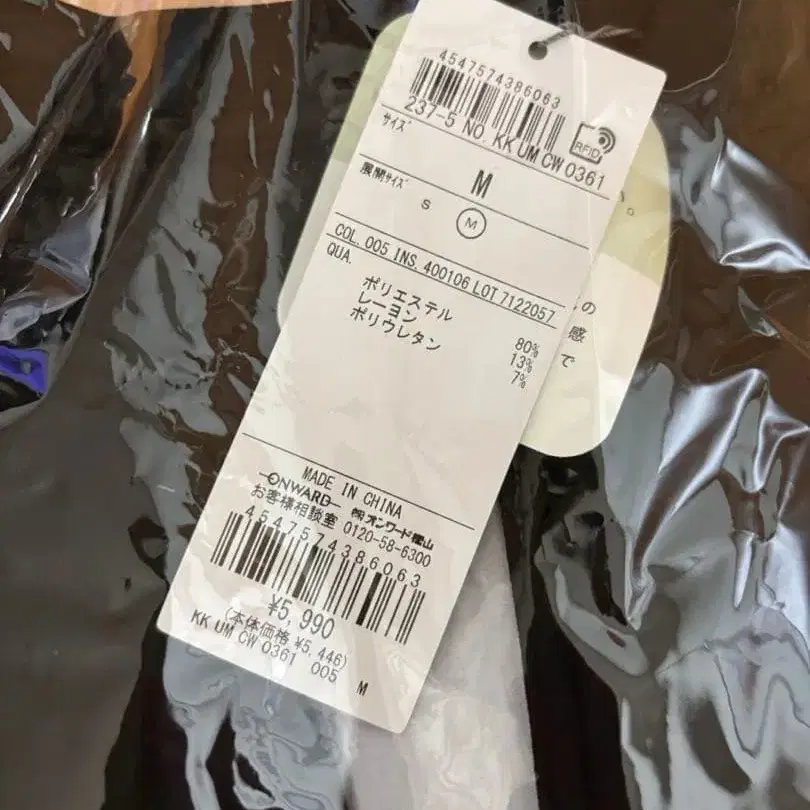 4547574386063
237-5 NO. KK UM CW 0361
RFID
サイズ M
展開サイズ S M
COL. 005 INS. 400106 LOT 7122057
QUA.
ポリエステル 80%
レーヨン 13%
ポリウレタン 7%
MADE IN CHINA
ONWARD ㈱オンワード樫山
お客様相談室 0120-58-6300
4547574386063
¥5,990
(本体価格 ¥5,446)
KK UM CW 0361 005 M
い。
の
感
で